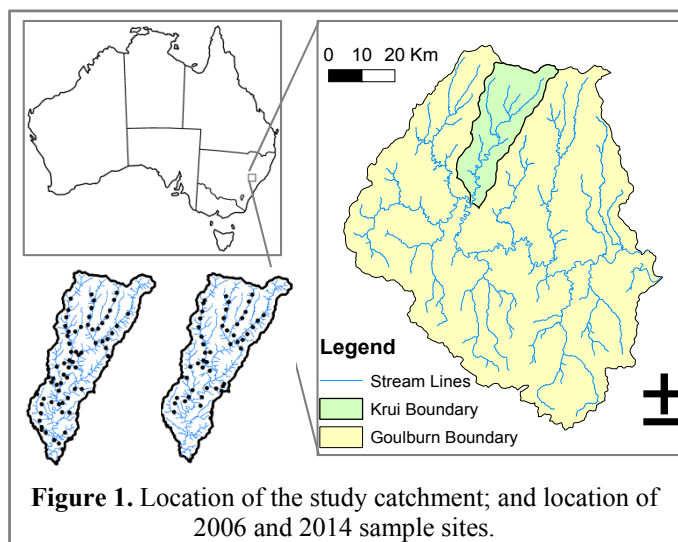 0 10 20 Km
Legend
Stream Lines
Krui Boundary
Goulburn Boundary
Figure 1. Location of the study catchment; and location of
2006 and 2014 sample sites.